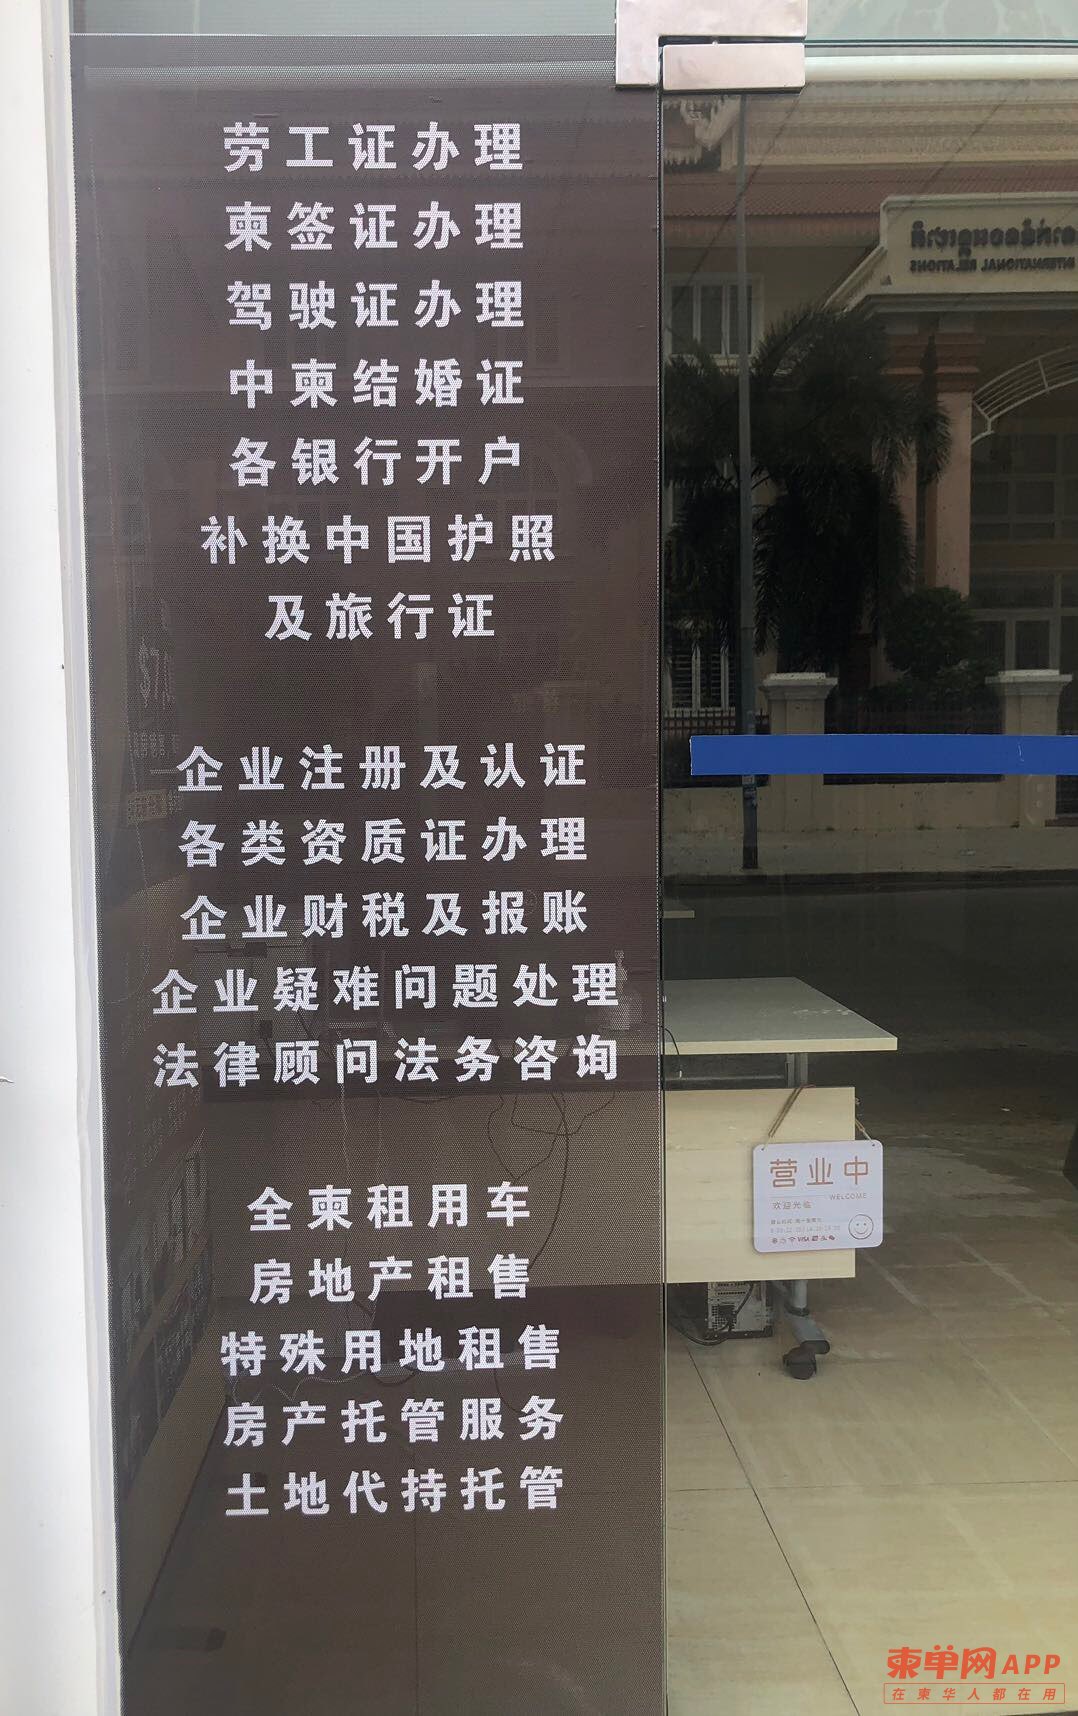 劳工证办理
柬签证办理
驾驶证办理
中柬结婚证
各银行开户
补换中国护照
及旅行证
企业注册及认证
各类资质证办理
企业财税及报账
企业疑难问题处理
法律顾问法务咨询
全柬租用车
房地产租售
特殊用地租售
房产托管服务
土地代持托管
INTERNATIONAL RELATIONS
营业中
WELCOME
欢迎光临
柬单网APP
在柬华人都在用